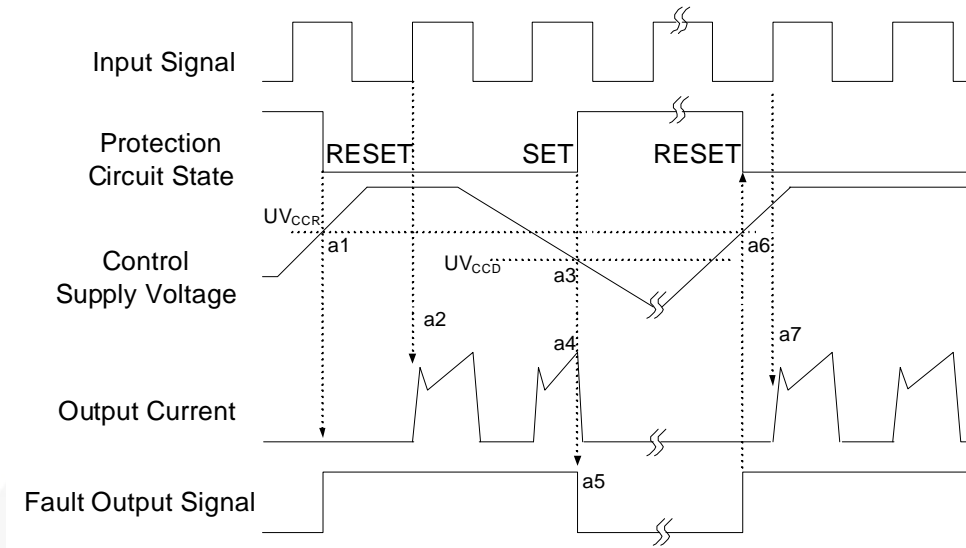 Input Signal
Protection
Circuit State
RESET
SET
RESET
UVCCR
a1
a6
Control
Supply Voltage
UVCCD
a3
a2
a4
a7
Output Current
a5
Fault Output Signal